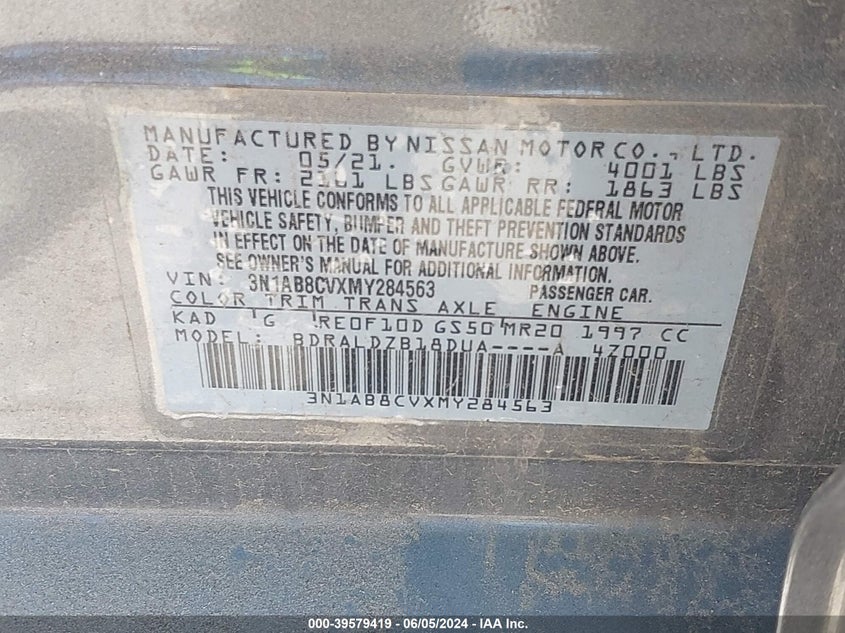 MANUFACTURED BY NISSAN MOTOR CO., LTD.
DATE: 05/21. GVWR: 4001 LBS
GAWR FR: 2161 LBS GAWR RR: 1863 LBS
THIS VEHICLE CONFORMS TO ALL APPLICABLE FEDERAL MOTOR
VEHICLE SAFETY, BUMPER AND THEFT PREVENTION STANDARDS
IN EFFECT ON THE DATE OF MANUFACTURE SHOWN ABOVE.
SEE OWNER'S MANUAL FOR ADDITIONAL INFORMATION.
VIN: 3N1AB8CVXMY284563 PASSENGER CAR.
COLOR TRIM TRANS AXLE ENGINE
KAD G RE0F10D GS50 MR20 1997 CC
MODEL: BDRALDZB18DUA----A 4Z000
3N1AB8CVXMY284563
000-39579419 - 06/05/2024 - IAA Inc.